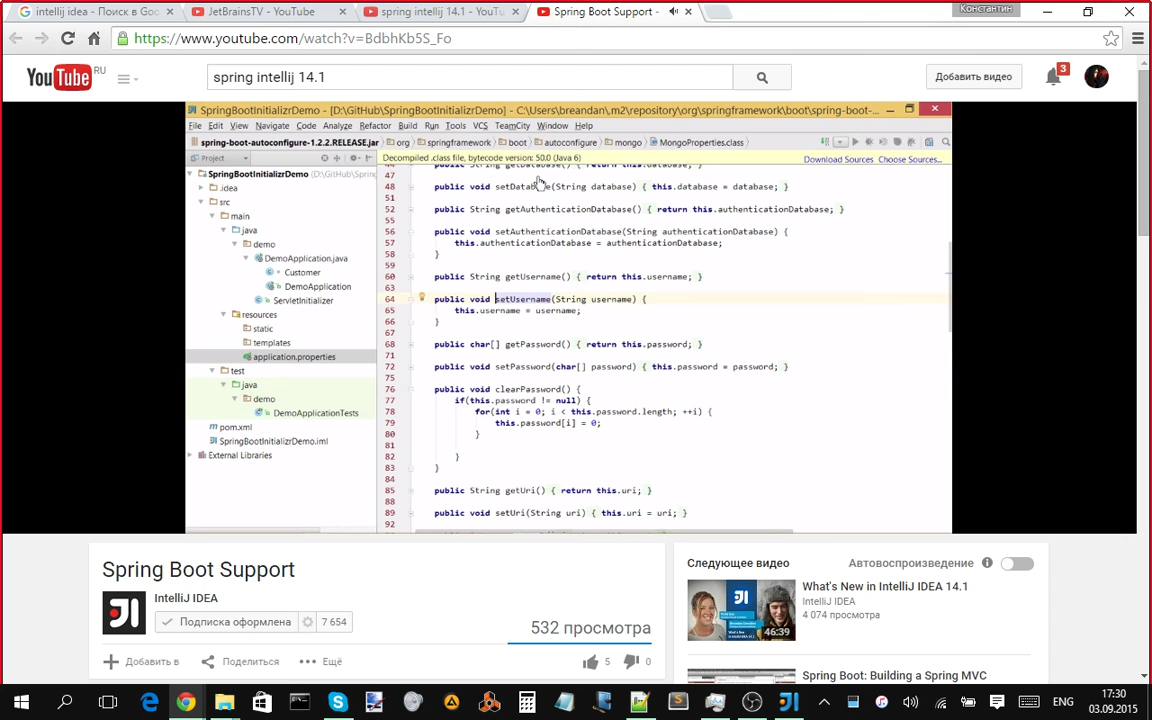 intellij idea - Поиск в Goo
JetBrainsTV - YouTube
spring intellij 14.1 - YouTu
Spring Boot Support -
Константин
https://www.youtube.com/watch?v=BdbhKb5S_Fo
YouTube RU
spring intellij 14.1
Добавить видео
3
SpringBootInitializrDemo - [D:\GitHub\SpringBootInitializrDemo] - C:\Users\breandan\.m2\repository\org\springframework\boot\spring-boot-...
File Edit View Navigate Code Analyze Refactor Build Run Tools VCS TeamCity Window Help
spring-boot-autoconfigure-1.2.2.RELEASE.jar org springframework boot autoconfigure mongo MongoProperties.class
Project
Decompiled .class file, bytecode version: 50.0 (Java 6)
Download Sources Choose Sources...
SpringBootInitializrDemo (D:\GitHub\Spring
.idea
src
main
java
demo
DemoApplication.java
Customer
DemoApplication
ServletInitializer
resources
static
templates
application.properties
test
java
demo
DemoApplicationTests
pom.xml
SpringBootInitializrDemo.iml
External Libraries
44 public String getDatabase() { return this.database; }
47
48 public void setDatabase(String database) { this.database = database; }
51
52 public String getAuthenticationDatabase() { return this.authenticationDatabase; }
55
56 public void setAuthenticationDatabase(String authenticationDatabase) {
57 this.authenticationDatabase = authenticationDatabase;
58 }
59
60 public String getUsername() { return this.username; }
63
64 public void setUsername(String username) {
65 this.username = username;
66 }
67
68 public char[] getPassword() { return this.password; }
71
72 public void setPassword(char[] password) { this.password = password; }
75
76 public void clearPassword() {
77 if(this.password != null) {
78 for(int i = 0; i < this.password.length; ++i) {
79 this.password[i] = 0;
80 }
81
82 }
83 }
84
85 public String getUri() { return this.uri; }
88
89 public void setUri(String uri) { this.uri = uri; }
92
Spring Boot Support
IntelliJ IDEA
Подписка оформлена
7 654
532 просмотра
Добавить в
Поделиться
Ещё
5
0
Следующее видео
Автовоспроизведение
What's New in IntelliJ IDEA 14.1
IntelliJ IDEA
4 074 просмотра
46:39
Spring Boot: Building a Spring MVC
ENG
17:30
03.09.2015